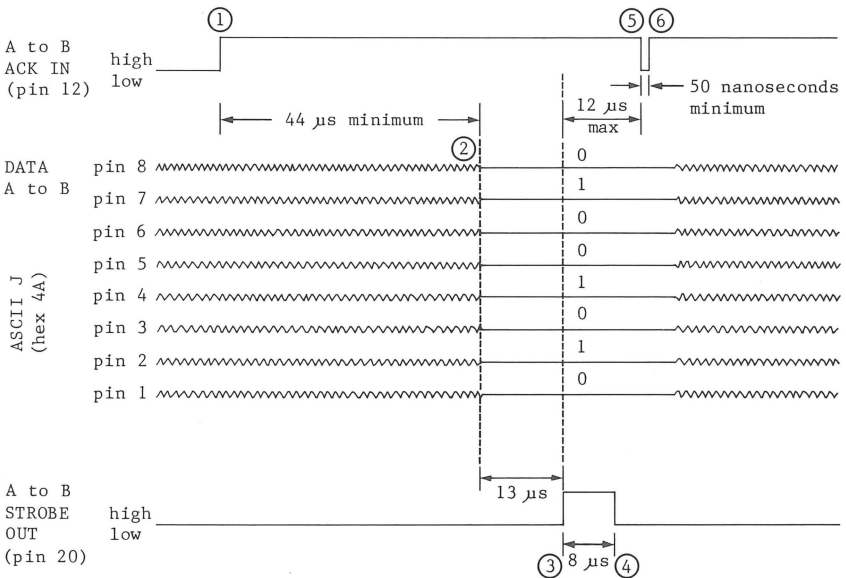 ① ⑤ ⑥
A to B
ACK IN
(pin 12)
high
low
50 nanoseconds
minimum
12 µs
max
44 µs minimum
②
DATA
A to B
ASCII J
(hex 4A)
pin 8 0
pin 7 1
pin 6 0
pin 5 0
pin 4 1
pin 3 0
pin 2 1
pin 1 0
13 µs
A to B
STROBE
OUT
(pin 20)
high
low
③ 8 µs ④